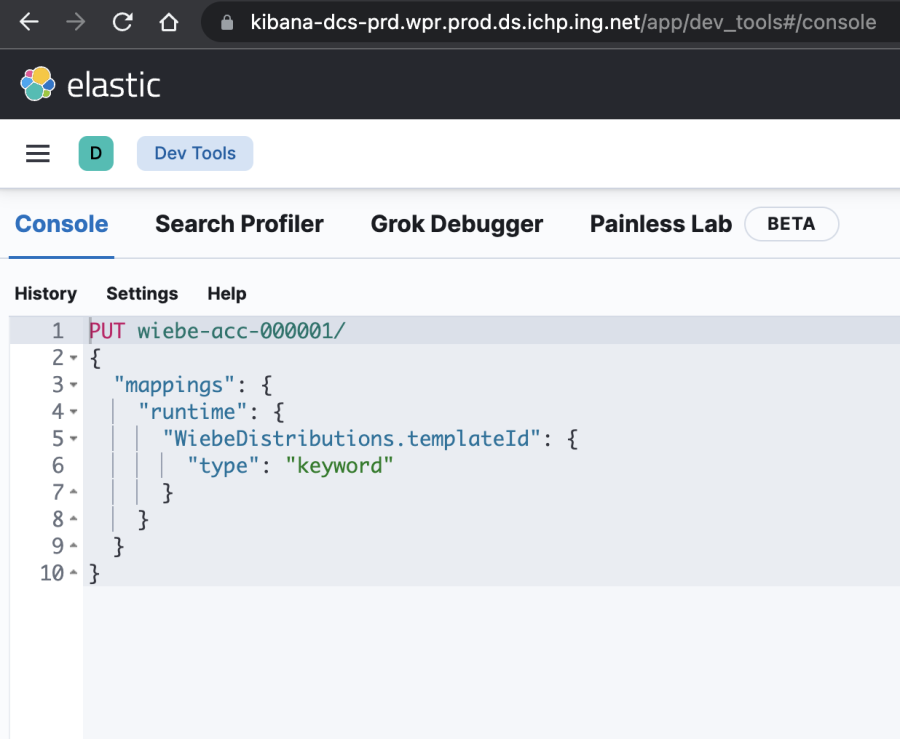 kibana-dcs-prd.wpr.prod.ds.ichp.ing.net/app/dev_tools#/console
elastic
D Dev Tools
Console Search Profiler Grok Debugger Painless Lab BETA
History Settings Help
1 PUT wiebe-acc-000001/
2 {
3   "mappings": {
4     "runtime": {
5       "WiebeDistributions.templateId": {
6         "type": "keyword"
7       }
8     }
9   }
10 }